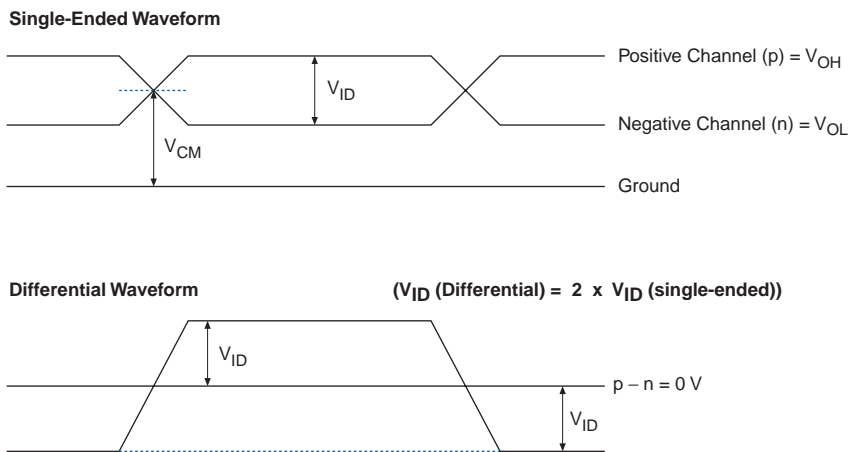 Single-Ended Waveform
Positive Channel (p) = VOH
VID
Negative Channel (n) = VOL
VCM
Ground
Differential Waveform
(VID (Differential) = 2 x VID (single-ended))
VID
p − n = 0 V
VID